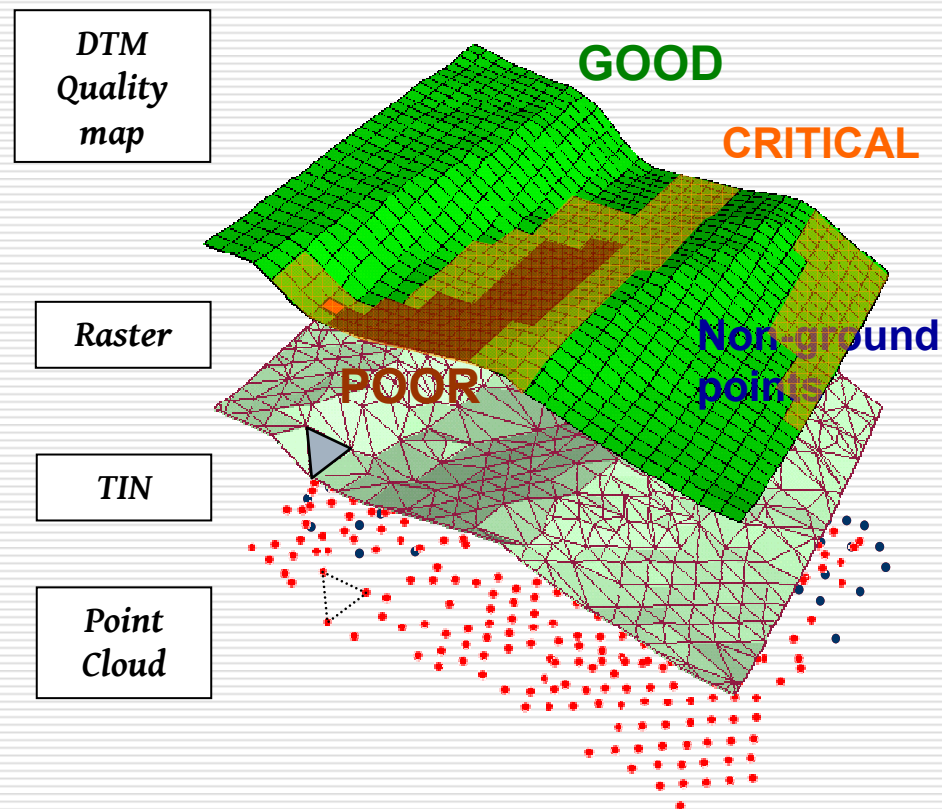 DTM
Quality
map
GOOD
CRITICAL
Raster
Non-ground
points
POOR
TIN
Point
Cloud